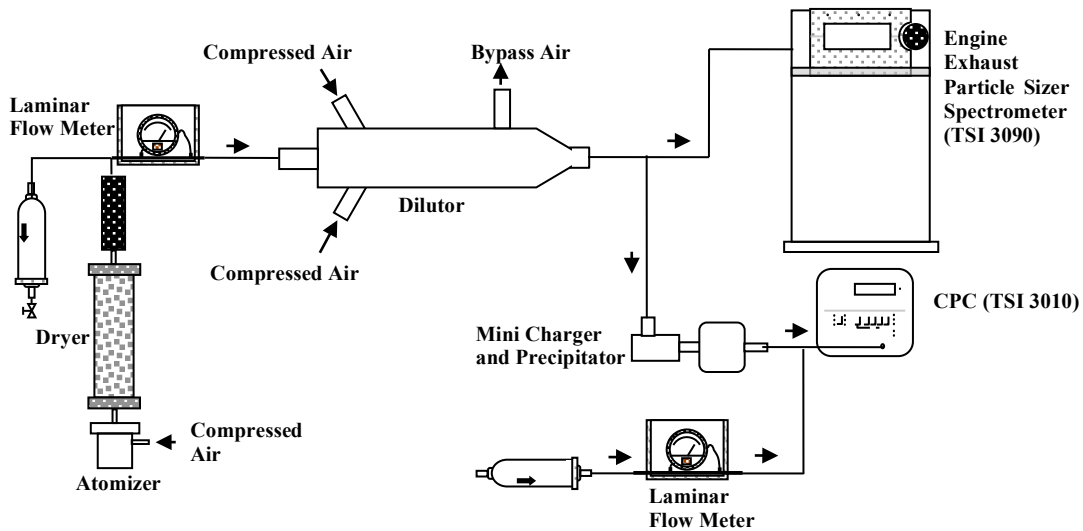 Compressed Air
Bypass Air
Engine
Exhaust
Particle Sizer
Spectrometer
(TSI 3090)
Laminar
Flow Meter
Dilutor
Compressed Air
CPC (TSI 3010)
Dryer
Mini Charger
and Precipitator
Compressed
Air
Atomizer
Laminar
Flow Meter